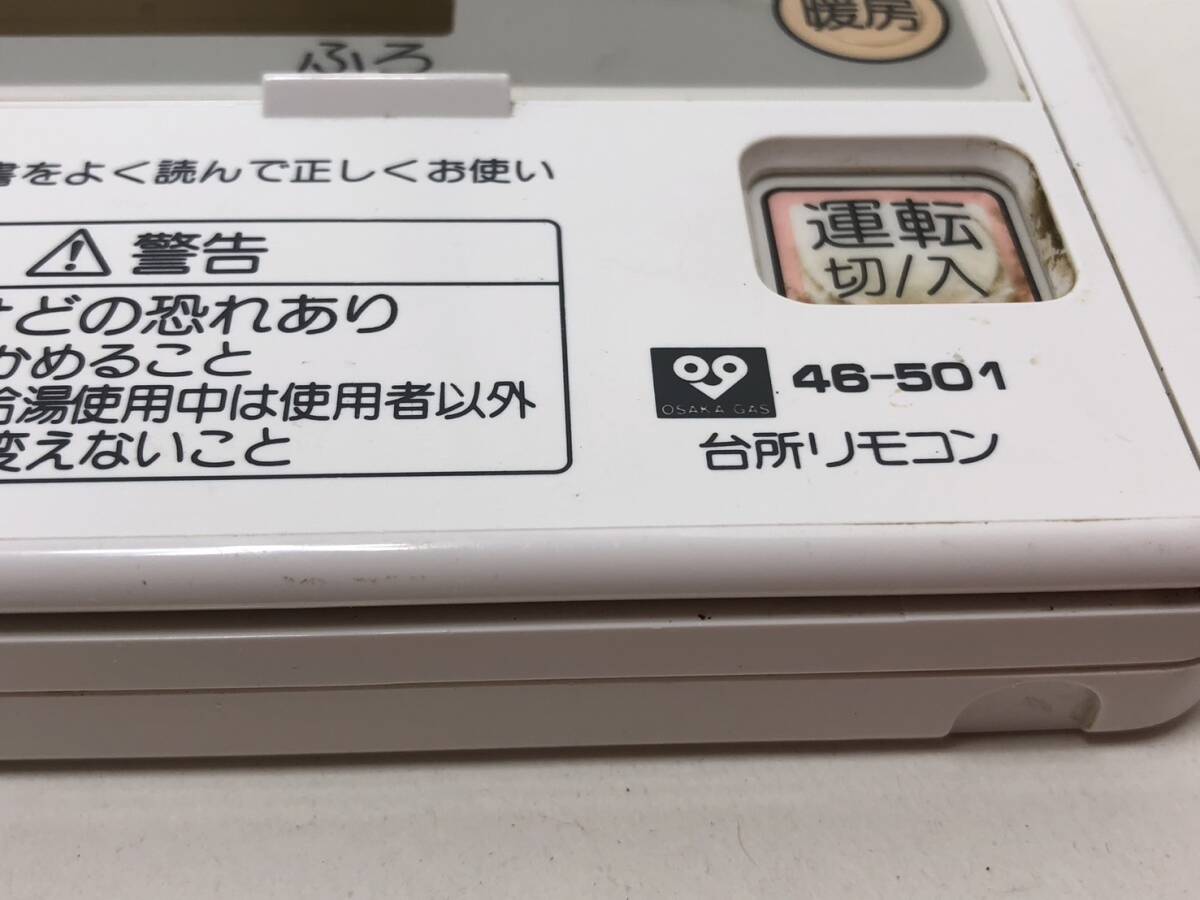 暖房
ふろ
書をよく読んで正しくお使い
警告
けどの恐れあり
かめること
給湯使用中は使用者以外
変えないこと
運転
切/入
OSAKA GAS
46-501
台所リモコン